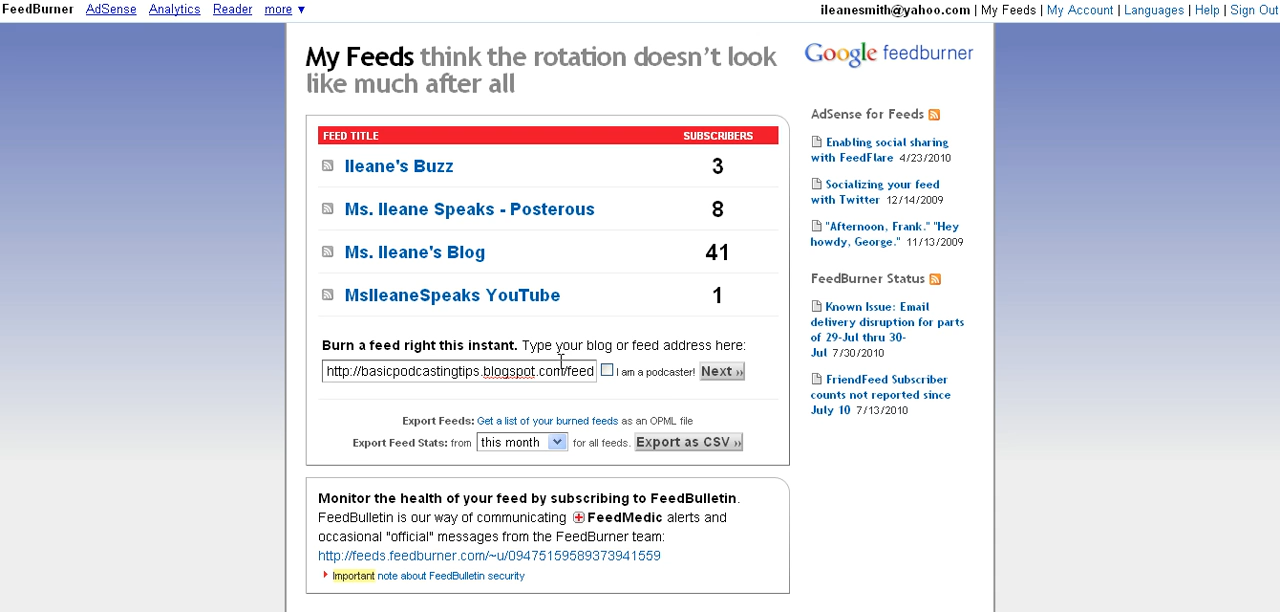 FeedBurner AdSense Analytics Reader more ▼
ileanesmith@yahoo.com | My Feeds | My Account | Languages | Help | Sign Out
My Feeds think the rotation doesn't look
like much after all
Google feedburner
FEED TITLE SUBSCRIBERS
Ileane's Buzz 3
Ms. Ileane Speaks - Posterous 8
Ms. Ileane's Blog 41
MsIleaneSpeaks YouTube 1
Burn a feed right this instant. Type your blog or feed address here:
http://basicpodcastingtips.blogspot.com/feed I am a podcaster! Next ››
Export Feeds: Get a list of your burned feeds as an OPML file
Export Feed Stats: from this month for all feeds. Export as CSV ››
Monitor the health of your feed by subscribing to FeedBulletin.
FeedBulletin is our way of communicating FeedMedic alerts and
occasional "official" messages from the FeedBurner team:
http://feeds.feedburner.com/~u/09475159589373941559
Important note about FeedBulletin security
AdSense for Feeds
Enabling social sharing
with FeedFlare 4/23/2010
Socializing your feed
with Twitter 12/14/2009
"Afternoon, Frank." "Hey
howdy, George." 11/13/2009
FeedBurner Status
Known Issue: Email
delivery disruption for parts
of 29-Jul thru 30-
Jul 7/30/2010
FriendFeed Subscriber
counts not reported since
July 10 7/13/2010